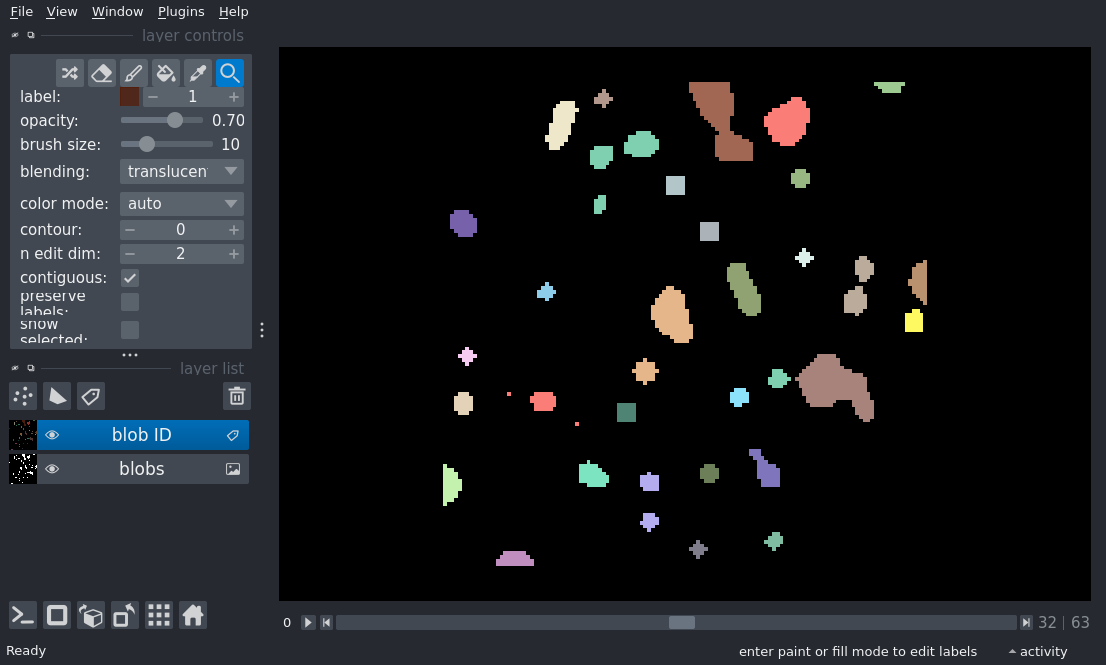 File View Window Plugins Help
layer controls
label: 1
opacity: 0.70
brush size: 10
blending: translucen
color mode: auto
contour: 0
n edit dim: 2
contiguous:
preserve
labels:
show
selected:
layer list
blob ID
blobs
0 32 | 63
Ready enter paint or fill mode to edit labels activity